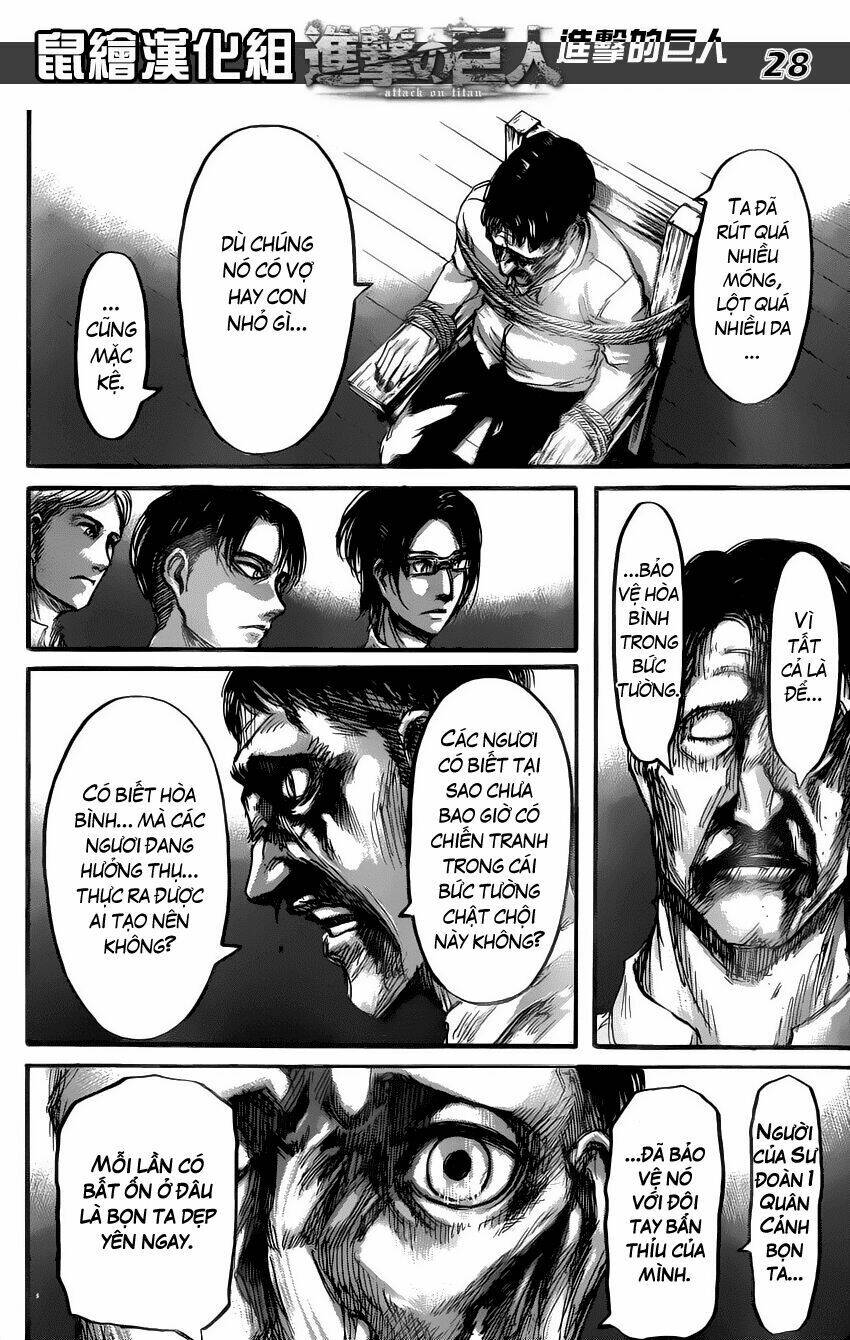 鼠繪漢化組
進撃の巨人
attack on titan
進擊的巨人
28
TA ĐÃ
RÚT QUÁ
NHIỀU
MÓNG,
LỘT QUÁ
NHIỀU DA
...
DÙ CHÚNG
NÓ CÓ VỢ
HAY CON
NHỎ GÌ...
...
CŨNG
MẶC
KỆ.
VÌ
TẤT
CẢ LÀ
ĐỂ...
...BẢO
VỆ HÒA
BÌNH
TRONG
BỨC
TƯỜNG.
CÁC NGƯƠI
CÓ BIẾT TẠI
SAO CHƯA
BAO GIỜ CÓ
CHIẾN TRANH
TRONG CÁI
BỨC TƯỜNG
CHẬT CHỘI
NÀY KHÔNG?
CÓ BIẾT HÒA
BÌNH... MÀ CÁC
NGƯƠI ĐANG
HƯỞNG THỤ...
THỰC RA ĐƯỢC
AI TẠO NÊN
KHÔNG?
NGƯỜI
CỦA SƯ
ĐOÀN 1
QUÂN
CẢNH
BỌN
TA...
...ĐÃ BẢO
VỆ NÓ
VỚI ĐÔI
TAY BẨN
THỈU CỦA
MÌNH.
MỖI LẦN CÓ
BẤT ỔN Ở ĐÂU
LÀ BỌN TA DẸP
YÊN NGAY.